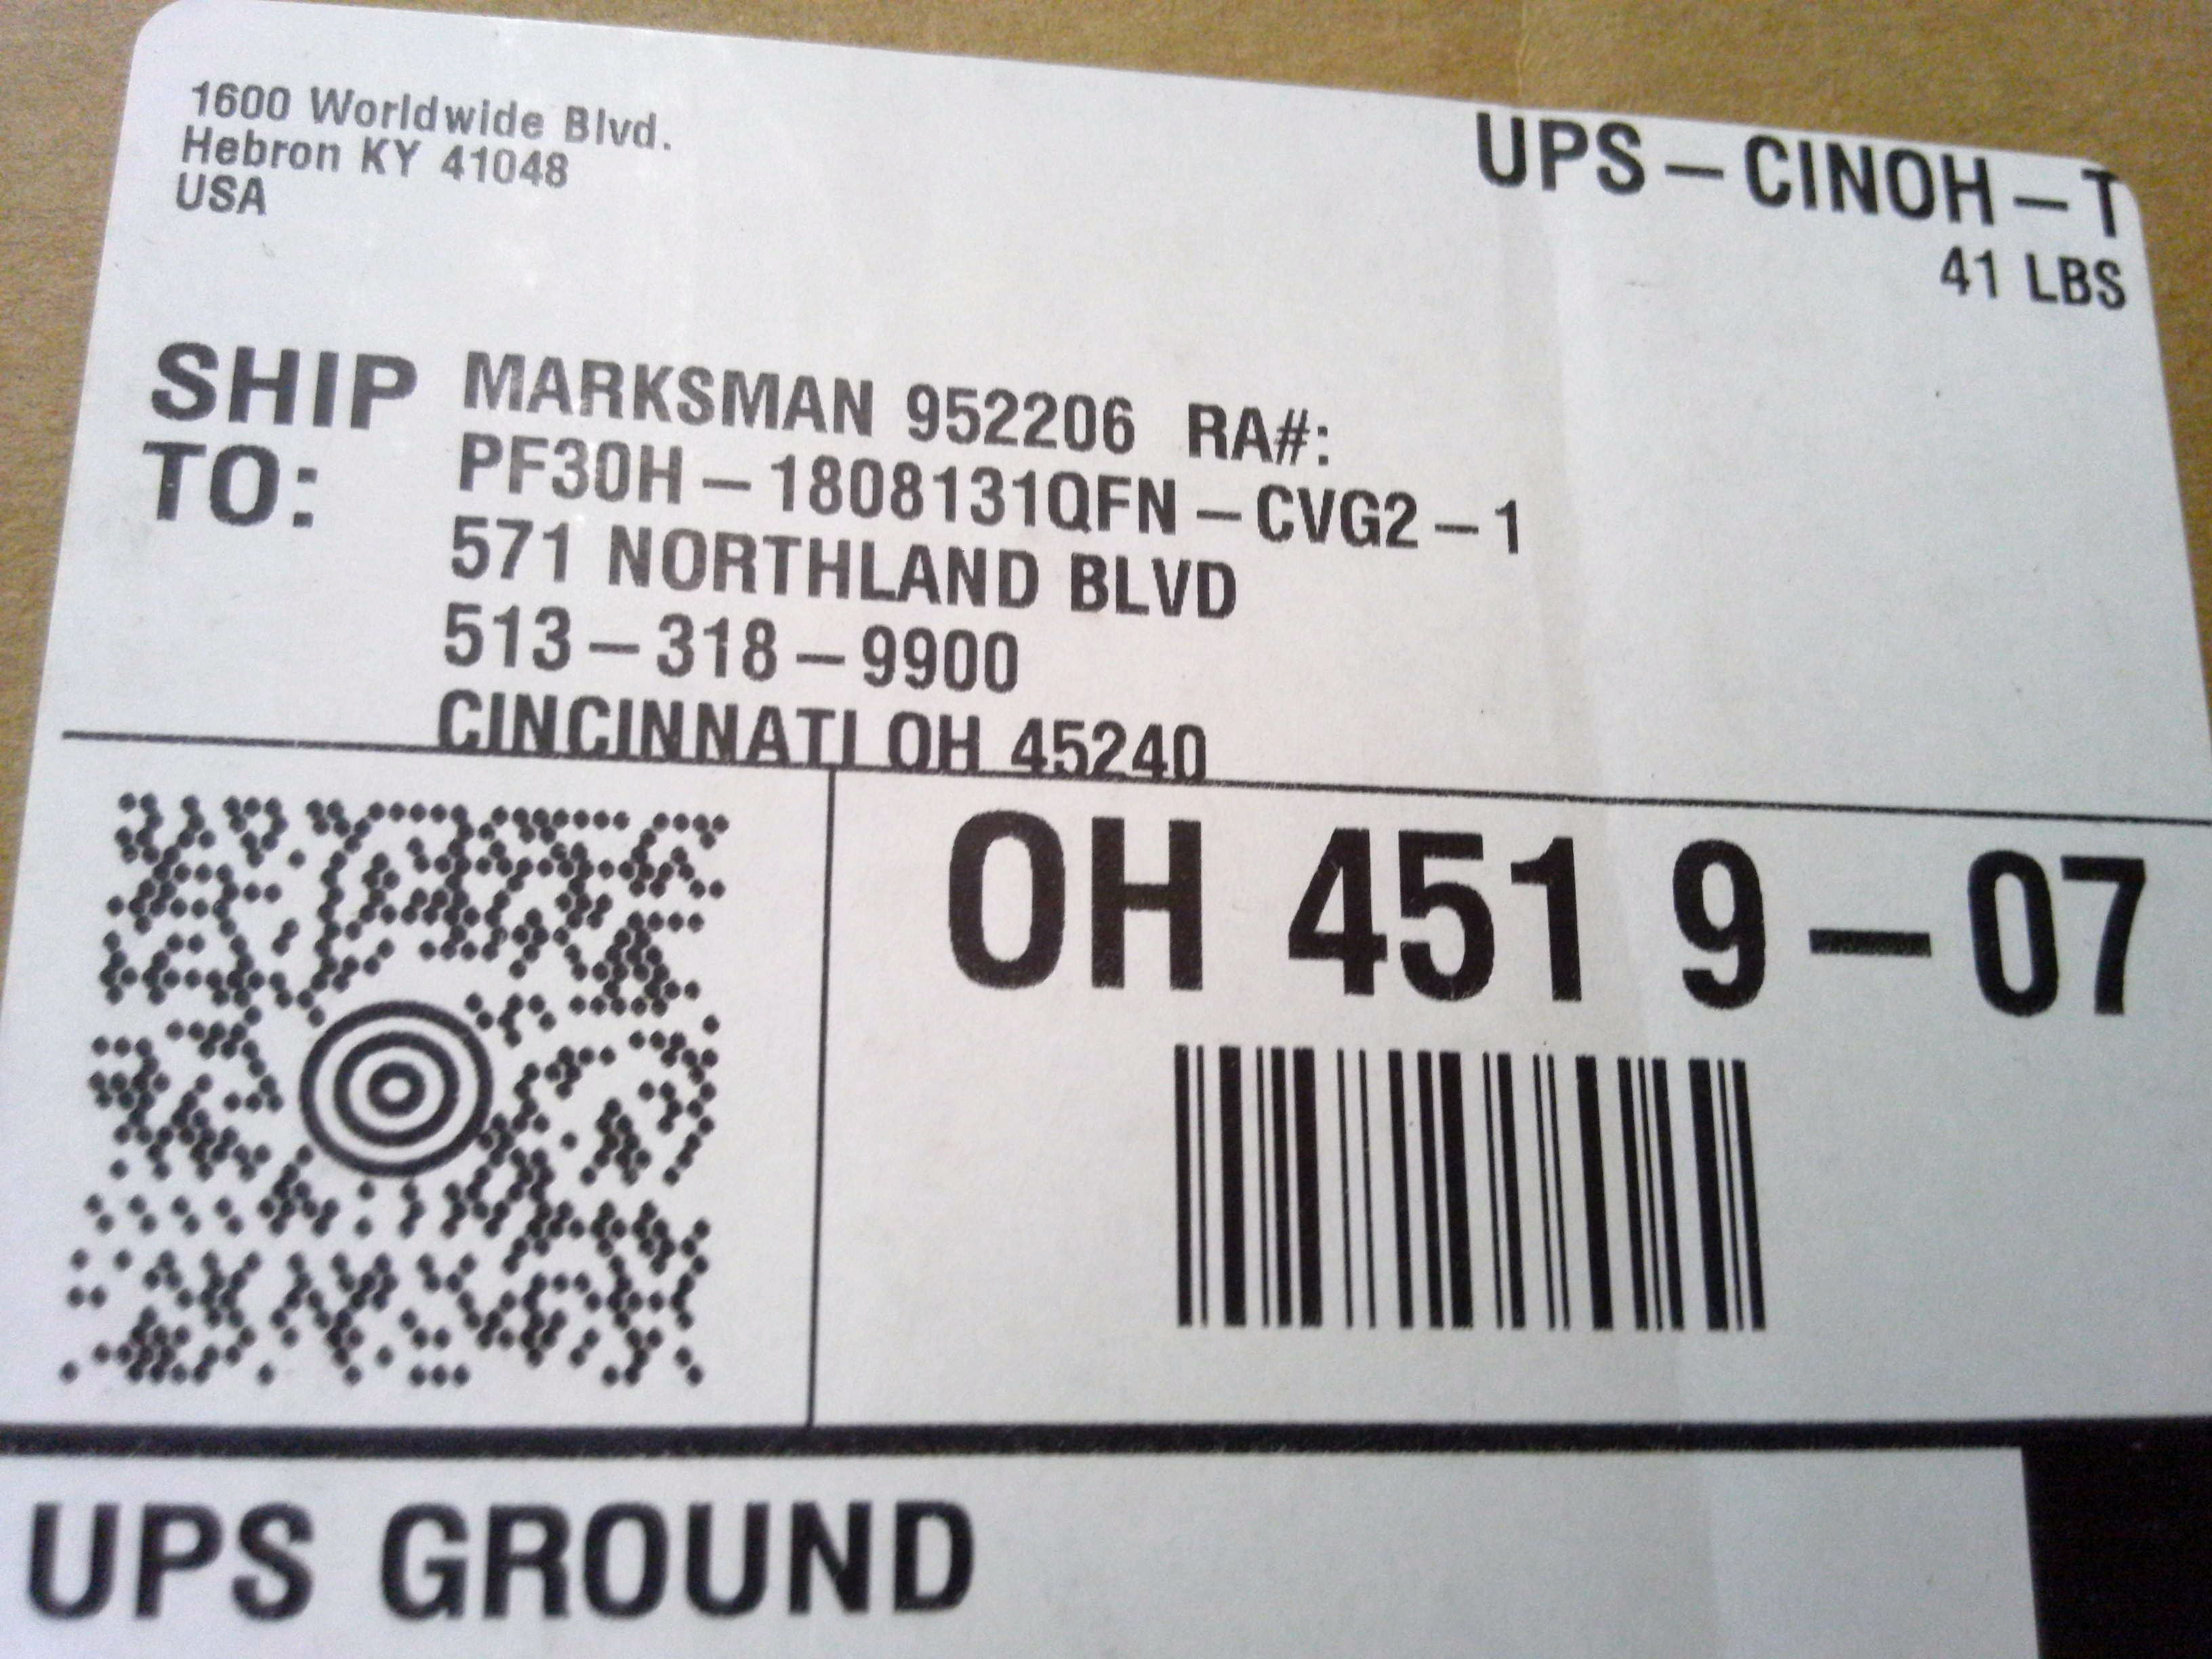 1600 Worldwide Blvd.
Hebron KY 41048
USA
UPS-CINOH-T
41 LBS
SHIP TO:
MARKSMAN 952206 RA#:
PF30H-1808131QFN-CVG2-1
571 NORTHLAND BLVD
513-318-9900
CINCINNATI OH 45240
OH 451 9-07
UPS GROUND